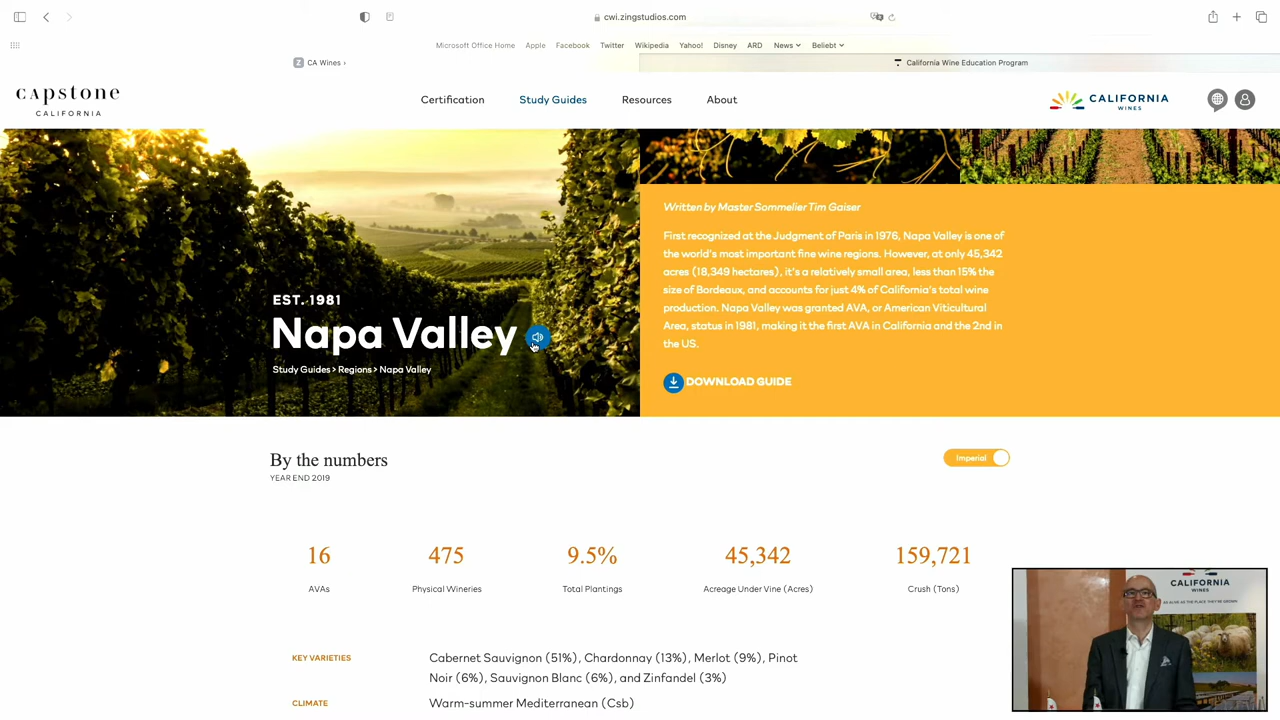 cwi.zingstudios.com
Microsoft Office Home Apple Facebook Twitter Wikipedia Yahoo! Disney ARD News Beliebt
Z CA Wines ›
California Wine Education Program
capstone
CALIFORNIA
Certification Study Guides Resources About
CALIFORNIA
WINES
EST. 1981
Napa Valley
Study Guides > Regions > Napa Valley
Written by Master Sommelier Tim Gaiser
First recognized at the Judgment of Paris in 1976, Napa Valley is one of
the world's most important fine wine regions. However, at only 45,342
acres (18,349 hectares), it's a relatively small area, less than 15% the
size of Bordeaux, and accounts for just 4% of California's total wine
production. Napa Valley was granted AVA, or American Viticultural
Area, status in 1981, making it the first AVA in California and the 2nd in
the US.
DOWNLOAD GUIDE
By the numbers
YEAR END 2019
Imperial
16 475 9.5% 45,342 159,721
AVAs Physical Wineries Total Plantings Acreage Under Vine (Acres) Crush (Tons)
KEY VARIETIES
Cabernet Sauvignon (51%), Chardonnay (13%), Merlot (9%), Pinot
Noir (6%), Sauvignon Blanc (6%), and Zinfandel (3%)
CLIMATE
Warm-summer Mediterranean (Csb)
CALIFORNIA
WINES
AS ALIVE AS THE PLACE THEY'RE GROWN